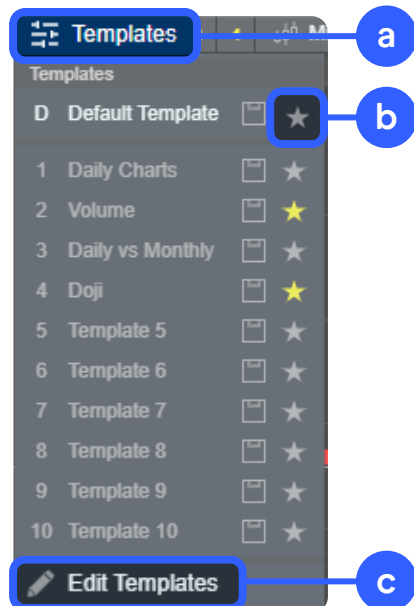 Templates
a
Templates
D Default Template
b
1 Daily Charts
2 Volume
3 Daily vs Monthly
4 Doji
5 Template 5
6 Template 6
7 Template 7
8 Template 8
9 Template 9
10 Template 10
Edit Templates
c